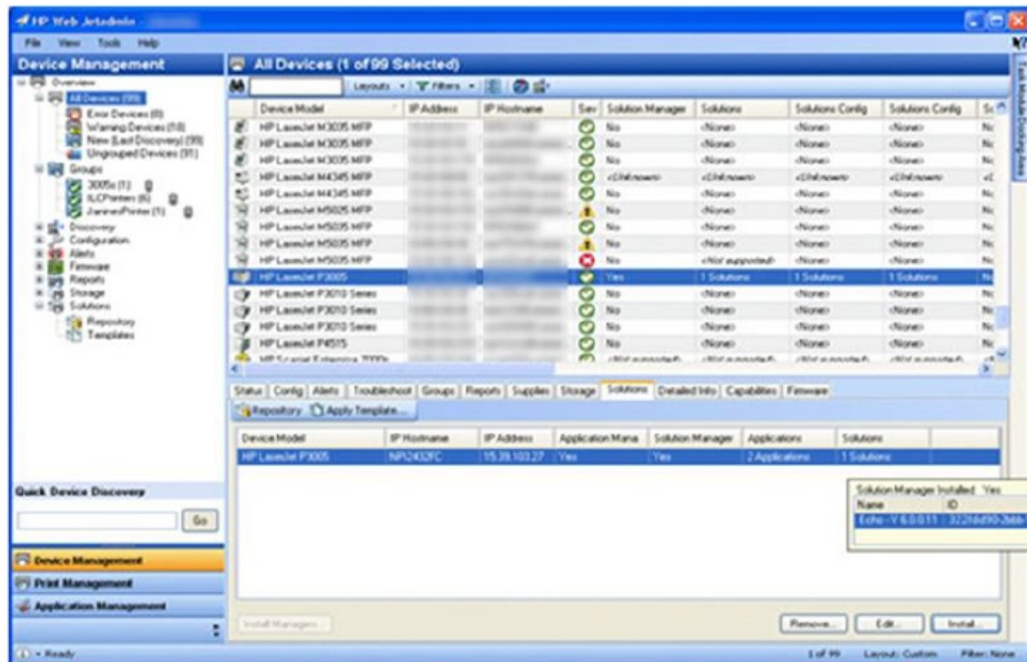 HP Web Jetadmin -
File View Tools Help
Device Management
Overview
All Devices (99)
Error Devices (8)
Warning Devices (18)
New (Last Discovery) (99)
Ungrouped Devices (91)
Groups
3005s (1)
ILCPrinters (6)
JaninesPrinter (1)
Discovery
Configuration
Alerts
Firmware
Reports
Storage
Solutions
Repository
Templates
Quick Device Discovery
Go
Device Management
Print Management
Application Management
All Devices (1 of 99 Selected)
Layouts Filters
Device Model IP Address IP Hostname Sev Solution Manager Solutions Solutions Config Solutions Config
HP LaserJet M3035 MFP No <None> <None> <None>
HP LaserJet M3035 MFP No <None> <None> <None>
HP LaserJet M3035 MFP No <None> <None> <None>
HP LaserJet M4345 MFP <Unknown> <Unknown> <Unknown> <Unknown>
HP LaserJet M4345 MFP No <None> <None> <None>
HP LaserJet M5025 MFP No <None> <None> <None>
HP LaserJet M5035 MFP No <None> <None> <None>
HP LaserJet M5035 MFP No <None> <None> <None>
HP LaserJet M5035 MFP No <Not supported> <None> <None>
HP LaserJet P3005 Yes 1 Solutions 1 Solutions 1 Solutions
HP LaserJet P3010 Series No <None> <None> <None>
HP LaserJet P3010 Series No <None> <None> <None>
HP LaserJet P3010 Series No <None> <None> <None>
HP LaserJet P4515 No <None> <None> <None>
Status Config Alerts Troubleshoot Groups Reports Supplies Storage Solutions Detailed Info Capabilities Firmware
Repository Apply Template...
Device Model IP Hostname IP Address Application Mana Solution Manager Applications Solutions
HP LaserJet P3005 NPI2432FC 15.39.103.27 Yes Yes 2 Applications 1 Solutions
Solution Manager Installed Yes
Name ID
Echo - V 6.0.0.11
Install Managers...
Remove... Edit... Install...
Ready
1 of 99 Layout: Custom Filter: None